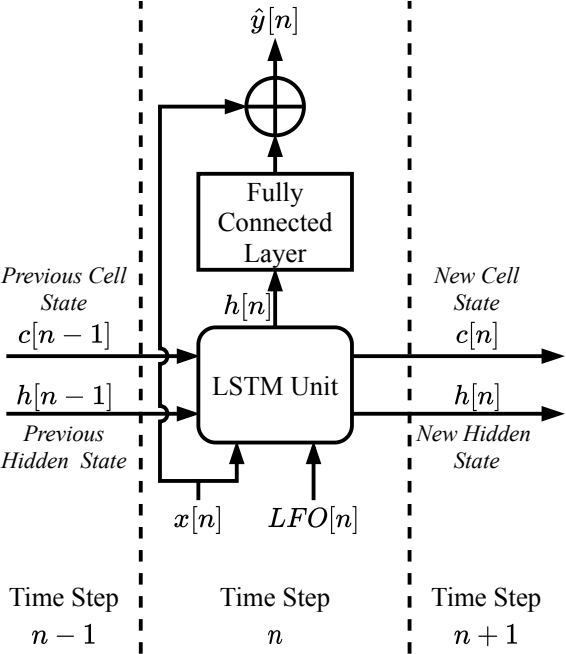 ŷ[n]
Fully
Connected
Layer
Previous Cell
State
c[n − 1]
h[n]
New Cell
State
c[n]
LSTM Unit
h[n − 1]
h[n]
Previous
Hidden State
New Hidden
State
x[n]
LFO[n]
Time Step
n − 1
Time Step
n
Time Step
n + 1